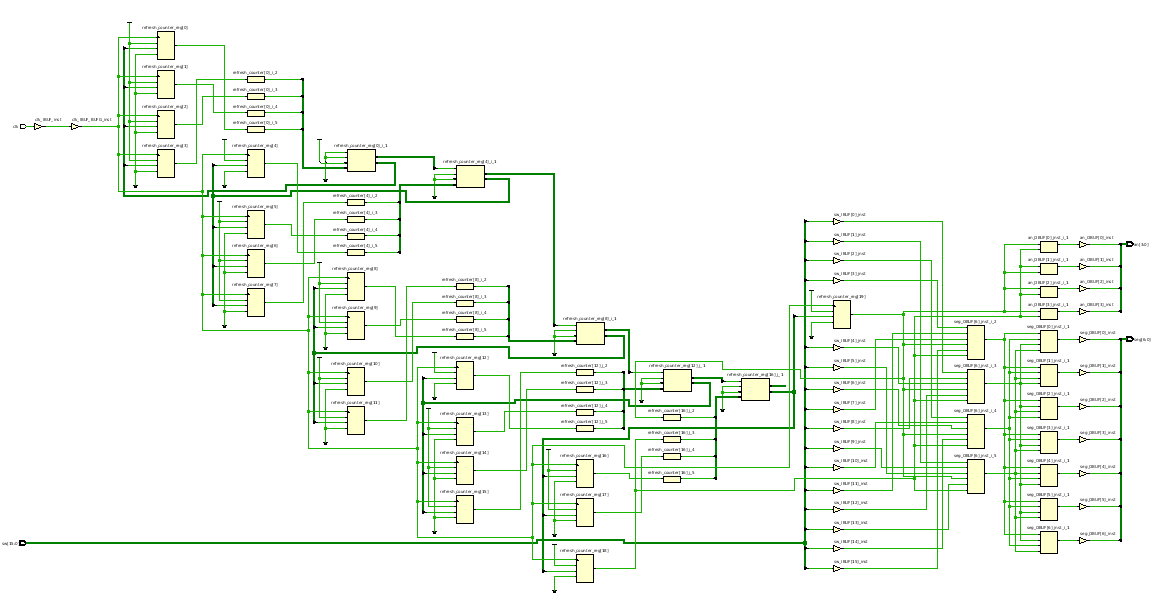 refresh_counter_reg[0]
refresh_counter_reg[1]
refresh_counter_reg[2]
refresh_counter_reg[3]
clk
clk_IBUF_inst
clk_IBUF_BUFG_inst
refresh_counter[0]_i_2
refresh_counter[0]_i_3
refresh_counter[0]_i_4
refresh_counter[0]_i_5
refresh_counter_reg[4]
refresh_counter_reg[5]
refresh_counter_reg[6]
refresh_counter_reg[7]
refresh_counter_reg[0]_i_1
refresh_counter_reg[4]_i_1
refresh_counter[4]_i_2
refresh_counter[4]_i_3
refresh_counter[4]_i_4
refresh_counter[4]_i_5
refresh_counter_reg[8]
refresh_counter_reg[9]
refresh_counter_reg[10]
refresh_counter_reg[11]
refresh_counter[8]_i_2
refresh_counter[8]_i_3
refresh_counter[8]_i_4
refresh_counter[8]_i_5
refresh_counter_reg[8]_i_1
refresh_counter_reg[12]
refresh_counter_reg[13]
refresh_counter_reg[14]
refresh_counter_reg[15]
refresh_counter[12]_i_2
refresh_counter[12]_i_3
refresh_counter[12]_i_4
refresh_counter[12]_i_5
refresh_counter_reg[12]_i_1
refresh_counter_reg[16]_i_1
refresh_counter[16]_i_2
refresh_counter[16]_i_3
refresh_counter[16]_i_4
refresh_counter[16]_i_5
refresh_counter_reg[16]
refresh_counter_reg[17]
refresh_counter_reg[18]
sw[15:0]
sw_IBUF[0]_inst
sw_IBUF[1]_inst
sw_IBUF[2]_inst
sw_IBUF[3]_inst
refresh_counter_reg[19]
sw_IBUF[4]_inst
sw_IBUF[5]_inst
sw_IBUF[6]_inst
sw_IBUF[7]_inst
sw_IBUF[8]_inst
sw_IBUF[9]_inst
sw_IBUF[10]_inst
sw_IBUF[11]_inst
sw_IBUF[12]_inst
sw_IBUF[13]_inst
sw_IBUF[14]_inst
sw_IBUF[15]_inst
seg_OBUF[6]_inst_i_2
seg_OBUF[6]_inst_i_3
seg_OBUF[6]_inst_i_4
seg_OBUF[6]_inst_i_5
an_OBUF[0]_inst_i_1
an_OBUF[1]_inst_i_1
an_OBUF[2]_inst_i_1
an_OBUF[3]_inst_i_1
seg_OBUF[0]_inst_i_1
seg_OBUF[1]_inst_i_1
seg_OBUF[2]_inst_i_1
seg_OBUF[3]_inst_i_1
seg_OBUF[4]_inst_i_1
seg_OBUF[5]_inst_i_1
seg_OBUF[6]_inst_i_1
an_OBUF[0]_inst
an_OBUF[1]_inst
an_OBUF[2]_inst
an_OBUF[3]_inst
seg_OBUF[0]_inst
seg_OBUF[1]_inst
seg_OBUF[2]_inst
seg_OBUF[3]_inst
seg_OBUF[4]_inst
seg_OBUF[5]_inst
seg_OBUF[6]_inst
an[3:0]
seg[6:0]